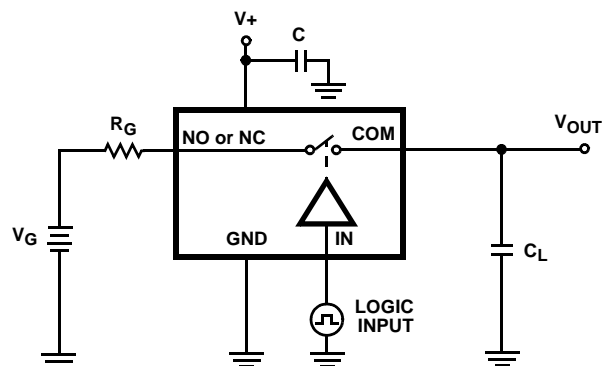 V+
C
RG
NO or NC
COM
VOUT
VG
GND
IN
CL
LOGIC
INPUT